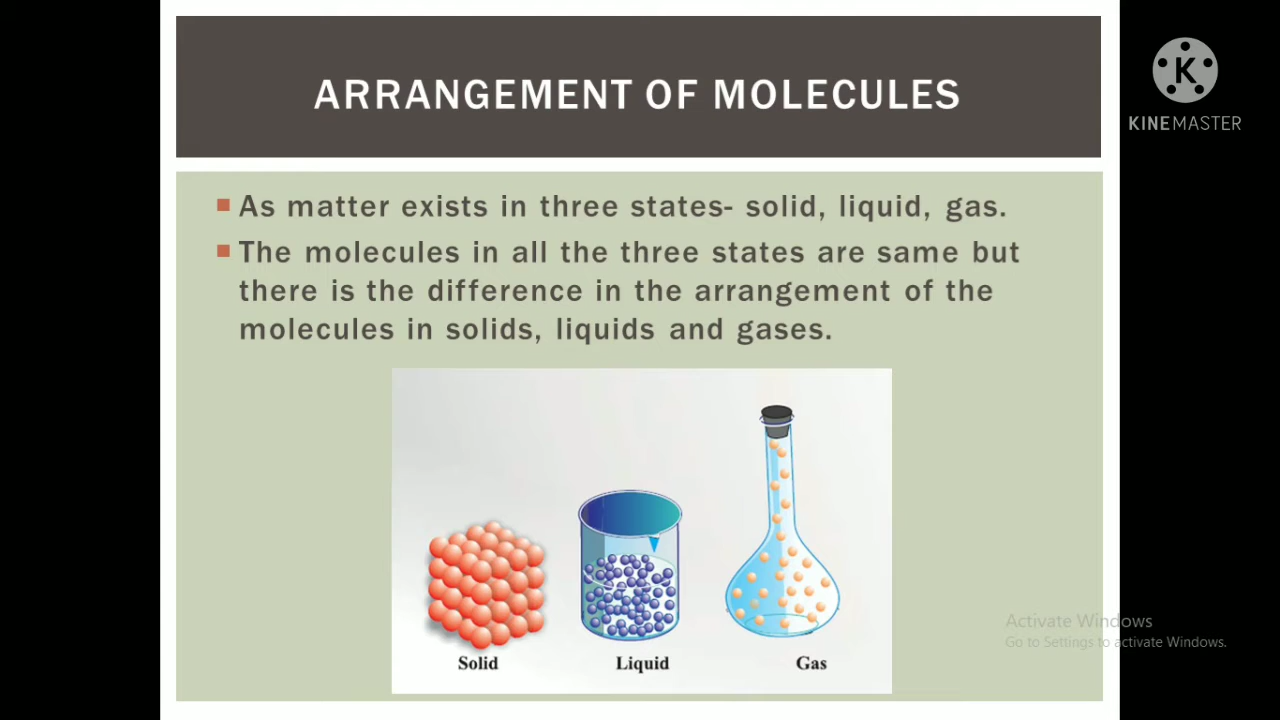 ARRANGEMENT OF MOLECULES
K
KINEMASTER
As matter exists in three states- solid, liquid, gas.
The molecules in all the three states are same but
there is the difference in the arrangement of the
molecules in solids, liquids and gases.
Solid
Liquid
Gas
Activate Windows
Go to Settings to activate Windows.